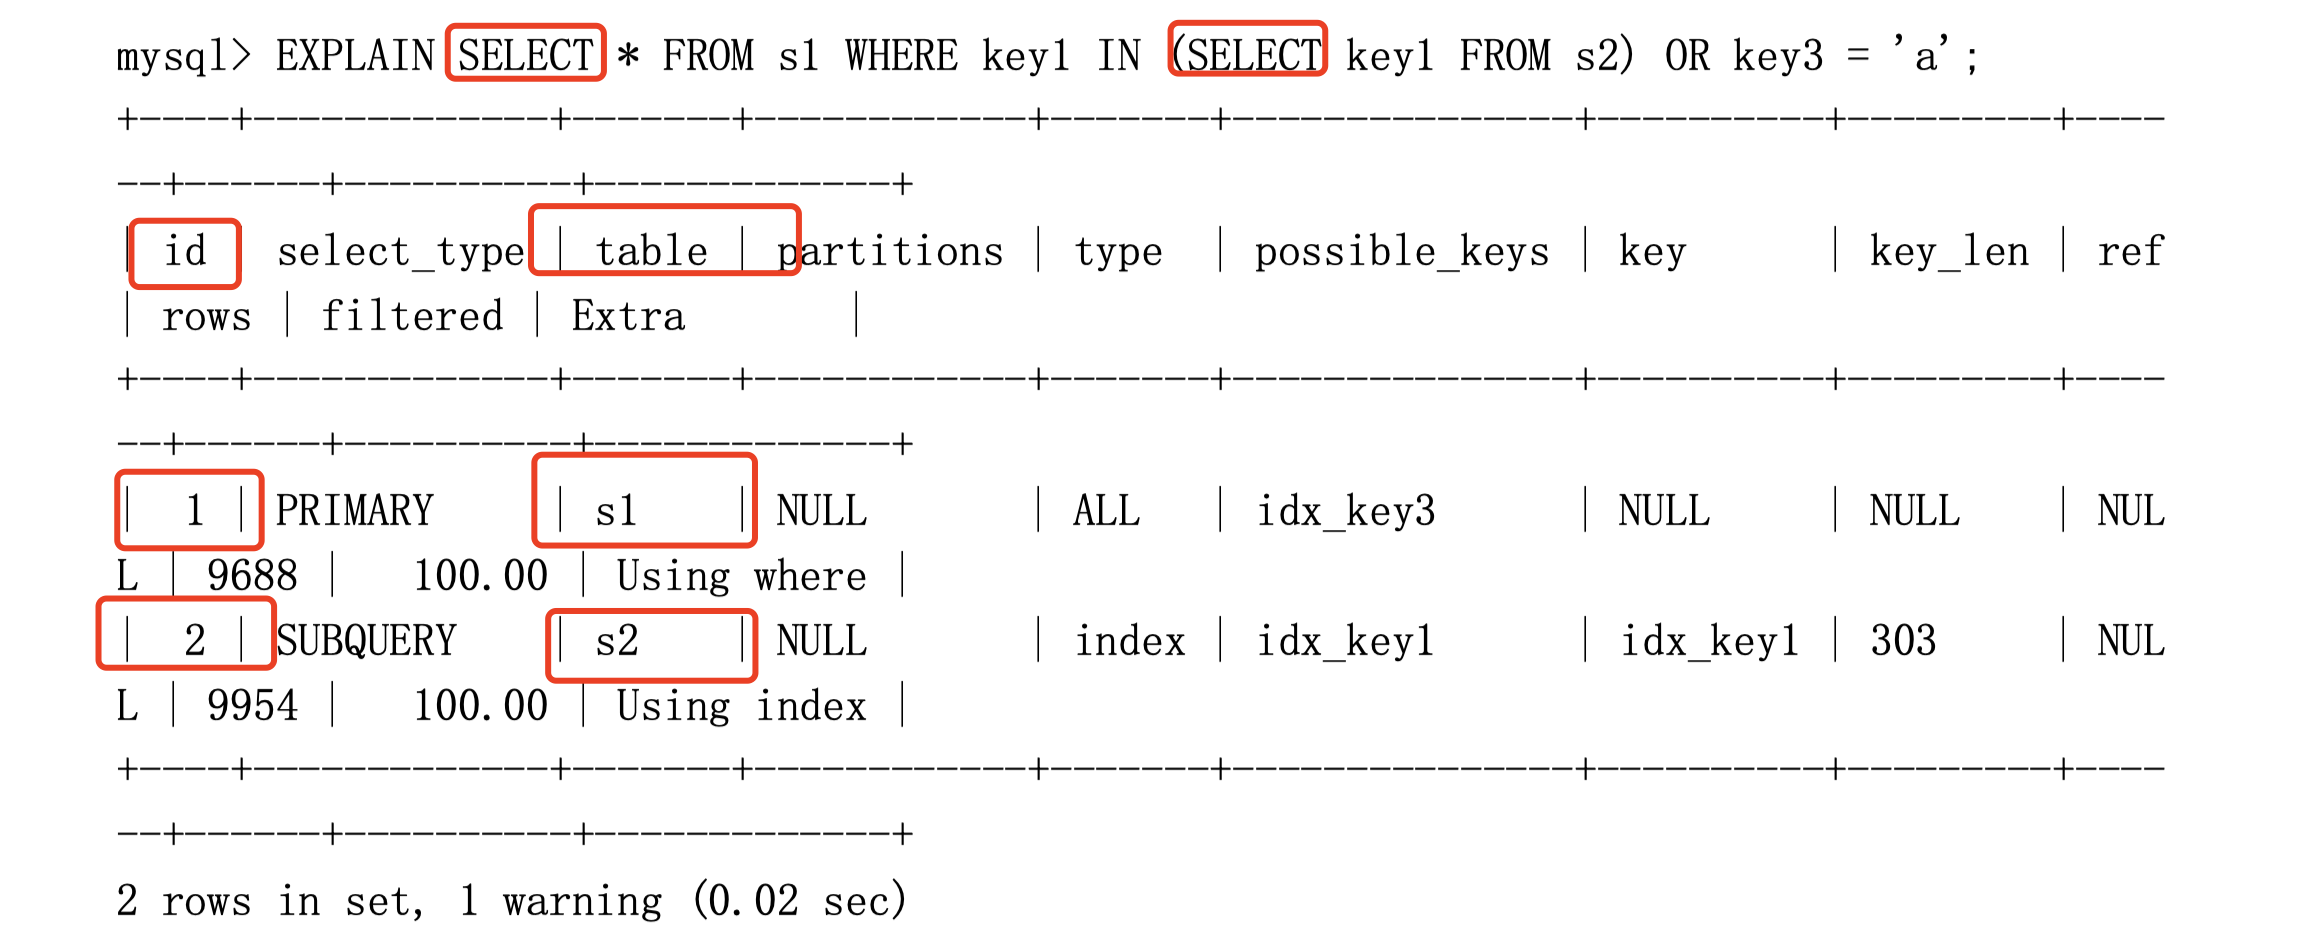 mysql> EXPLAIN SELECT * FROM s1 WHERE key1 IN (SELECT key1 FROM s2) OR key3 = 'a';
+----+-------------+-------+------------+-------+---------------+---------+---------+----
--+------+----------+-------------+
| id | select_type | table | partitions | type | possible_keys | key | key_len | ref
| rows | filtered | Extra |
+----+-------------+-------+------------+-------+---------------+---------+---------+----
--+------+----------+-------------+
| 1 | PRIMARY | s1 | NULL | ALL | idx_key3 | NULL | NULL | NUL
L | 9688 | 100.00 | Using where |
| 2 | SUBQUERY | s2 | NULL | index | idx_key1 | idx_key1 | 303 | NUL
L | 9954 | 100.00 | Using index |
+----+-------------+-------+------------+-------+---------------+---------+---------+----
--+------+----------+-------------+
2 rows in set, 1 warning (0.02 sec)